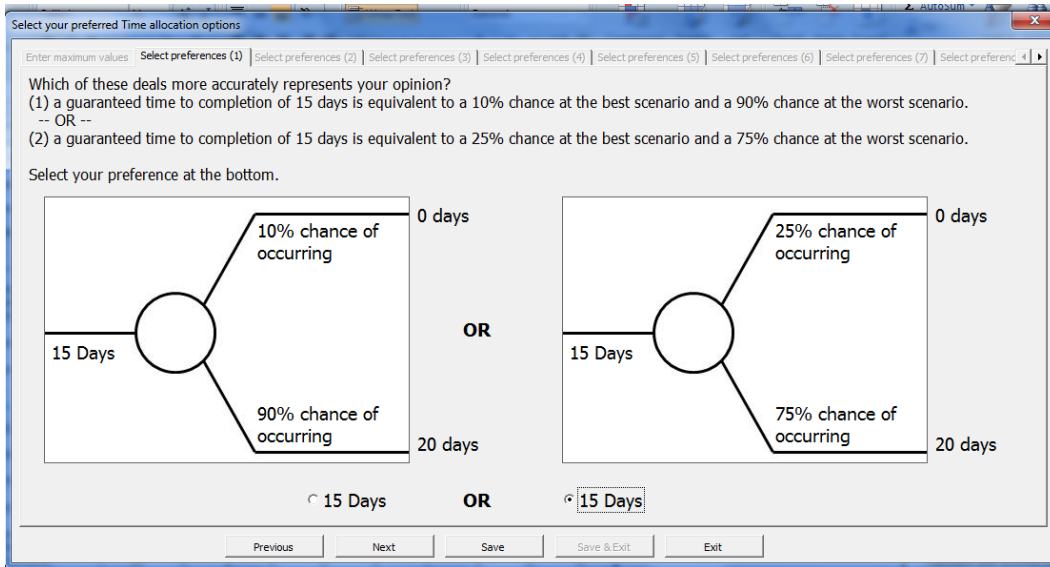 AutoSum
Select your preferred Time allocation options
Enter maximum values Select preferences (1) Select preferences (2) Select preferences (3) Select preferences (4) Select preferences (5) Select preferences (6) Select preferences (7) Select preferenc
Which of these deals more accurately represents your opinion?
(1) a guaranteed time to completion of 15 days is equivalent to a 10% chance at the best scenario and a 90% chance at the worst scenario.
-- OR --
(2) a guaranteed time to completion of 15 days is equivalent to a 25% chance at the best scenario and a 75% chance at the worst scenario.
Select your preference at the bottom.
0 days
10% chance of
occurring
15 Days
90% chance of
occurring
20 days
OR
0 days
25% chance of
occurring
15 Days
75% chance of
occurring
20 days
15 Days OR 15 Days
Previous Next Save Save & Exit Exit